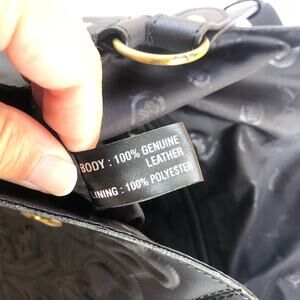 BODY : 100% GENUINE
LEATHER
LINING : 100% POLYESTER